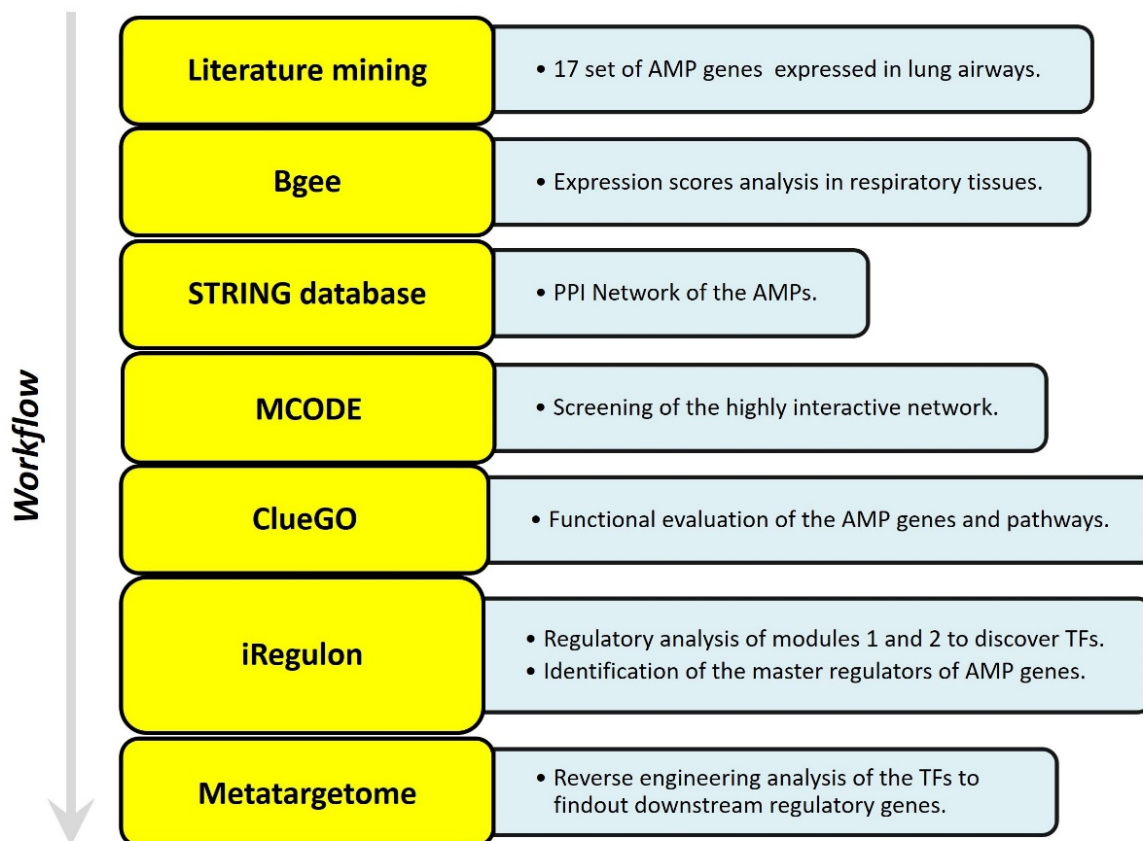 Workflow
Literature mining
• 17 set of AMP genes expressed in lung airways.
Bgee
• Expression scores analysis in respiratory tissues.
STRING database
• PPI Network of the AMPs.
MCODE
• Screening of the highly interactive network.
ClueGO
• Functional evaluation of the AMP genes and pathways.
iRegulon
• Regulatory analysis of modules 1 and 2 to discover TFs.
• Identification of the master regulators of AMP genes.
Metatargetome
• Reverse engineering analysis of the TFs to
findout downstream regulatory genes.